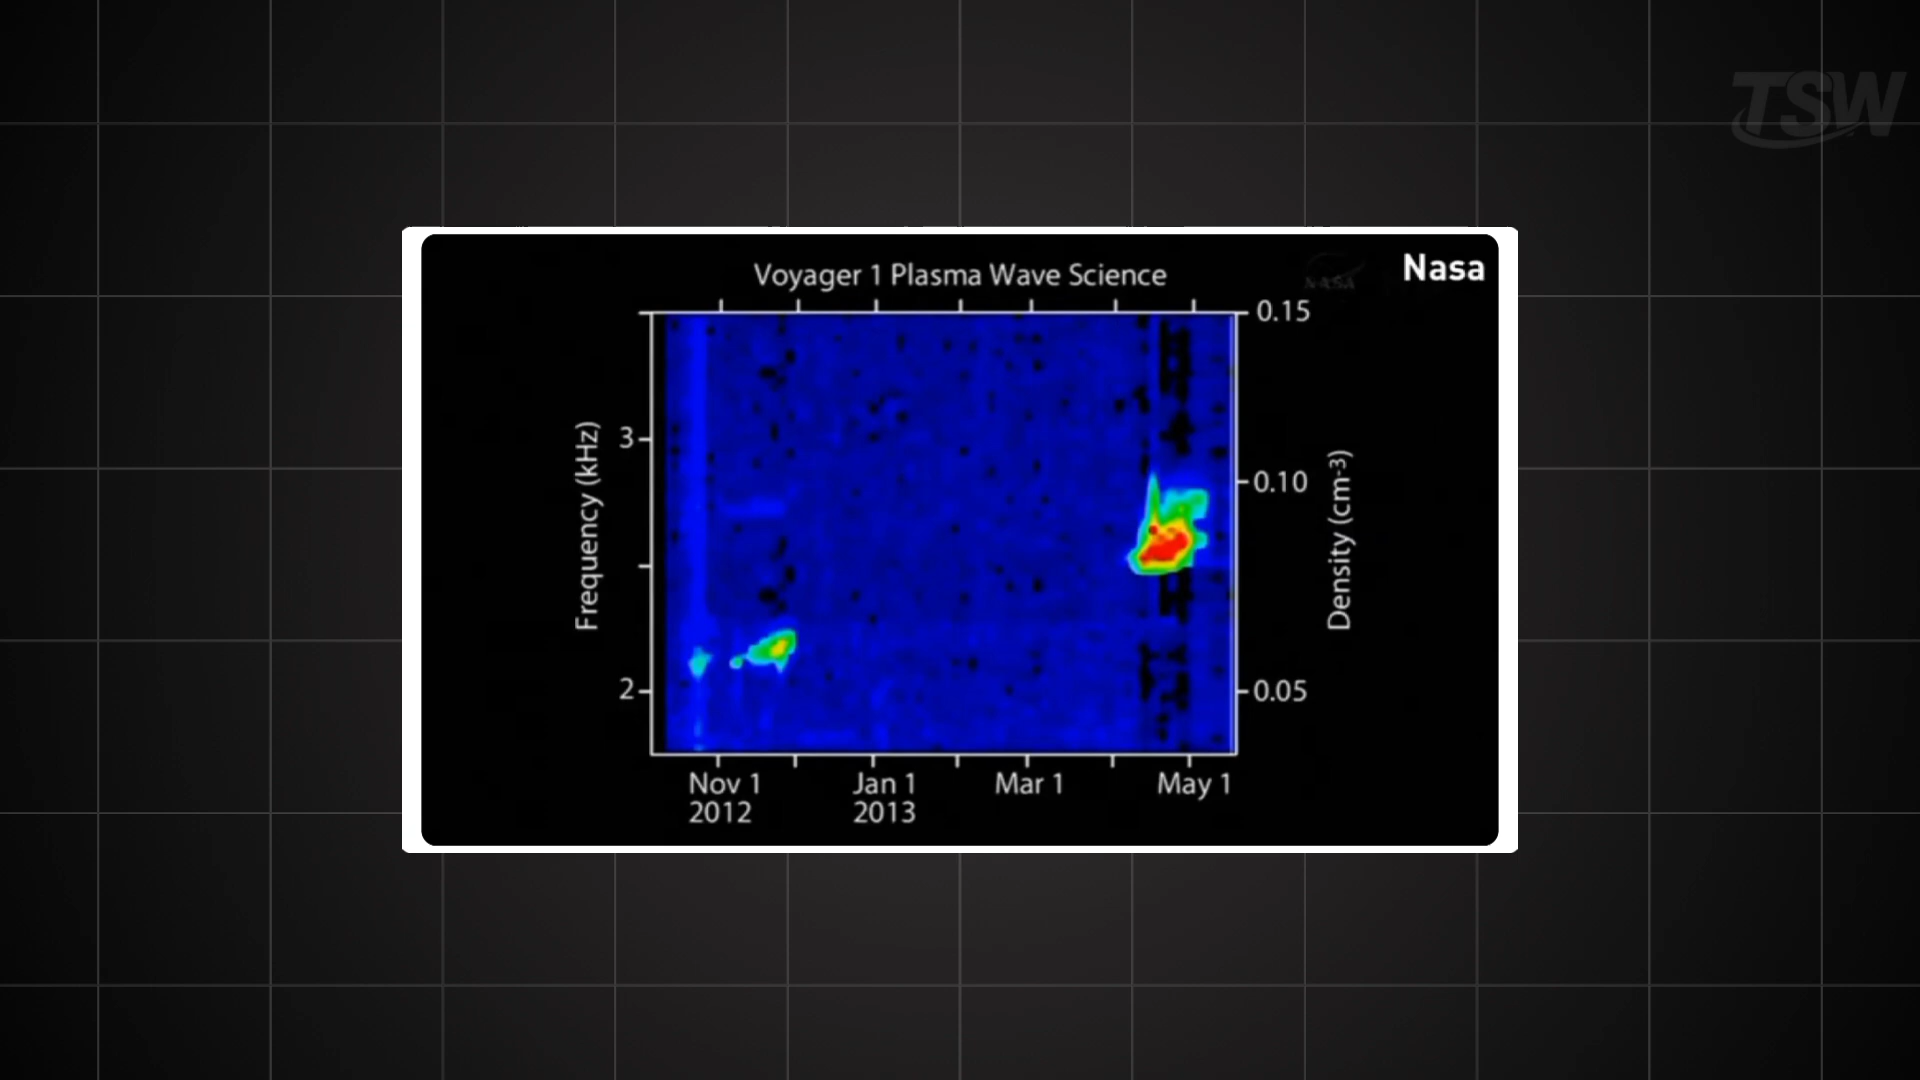 TSW
Nasa
NASA
Voyager 1 Plasma Wave Science
0.15
3
0.10
Frequency (kHz)
Density (cm-3)
2
0.05
Nov 1
2012
Jan 1
2013
Mar 1
May 1